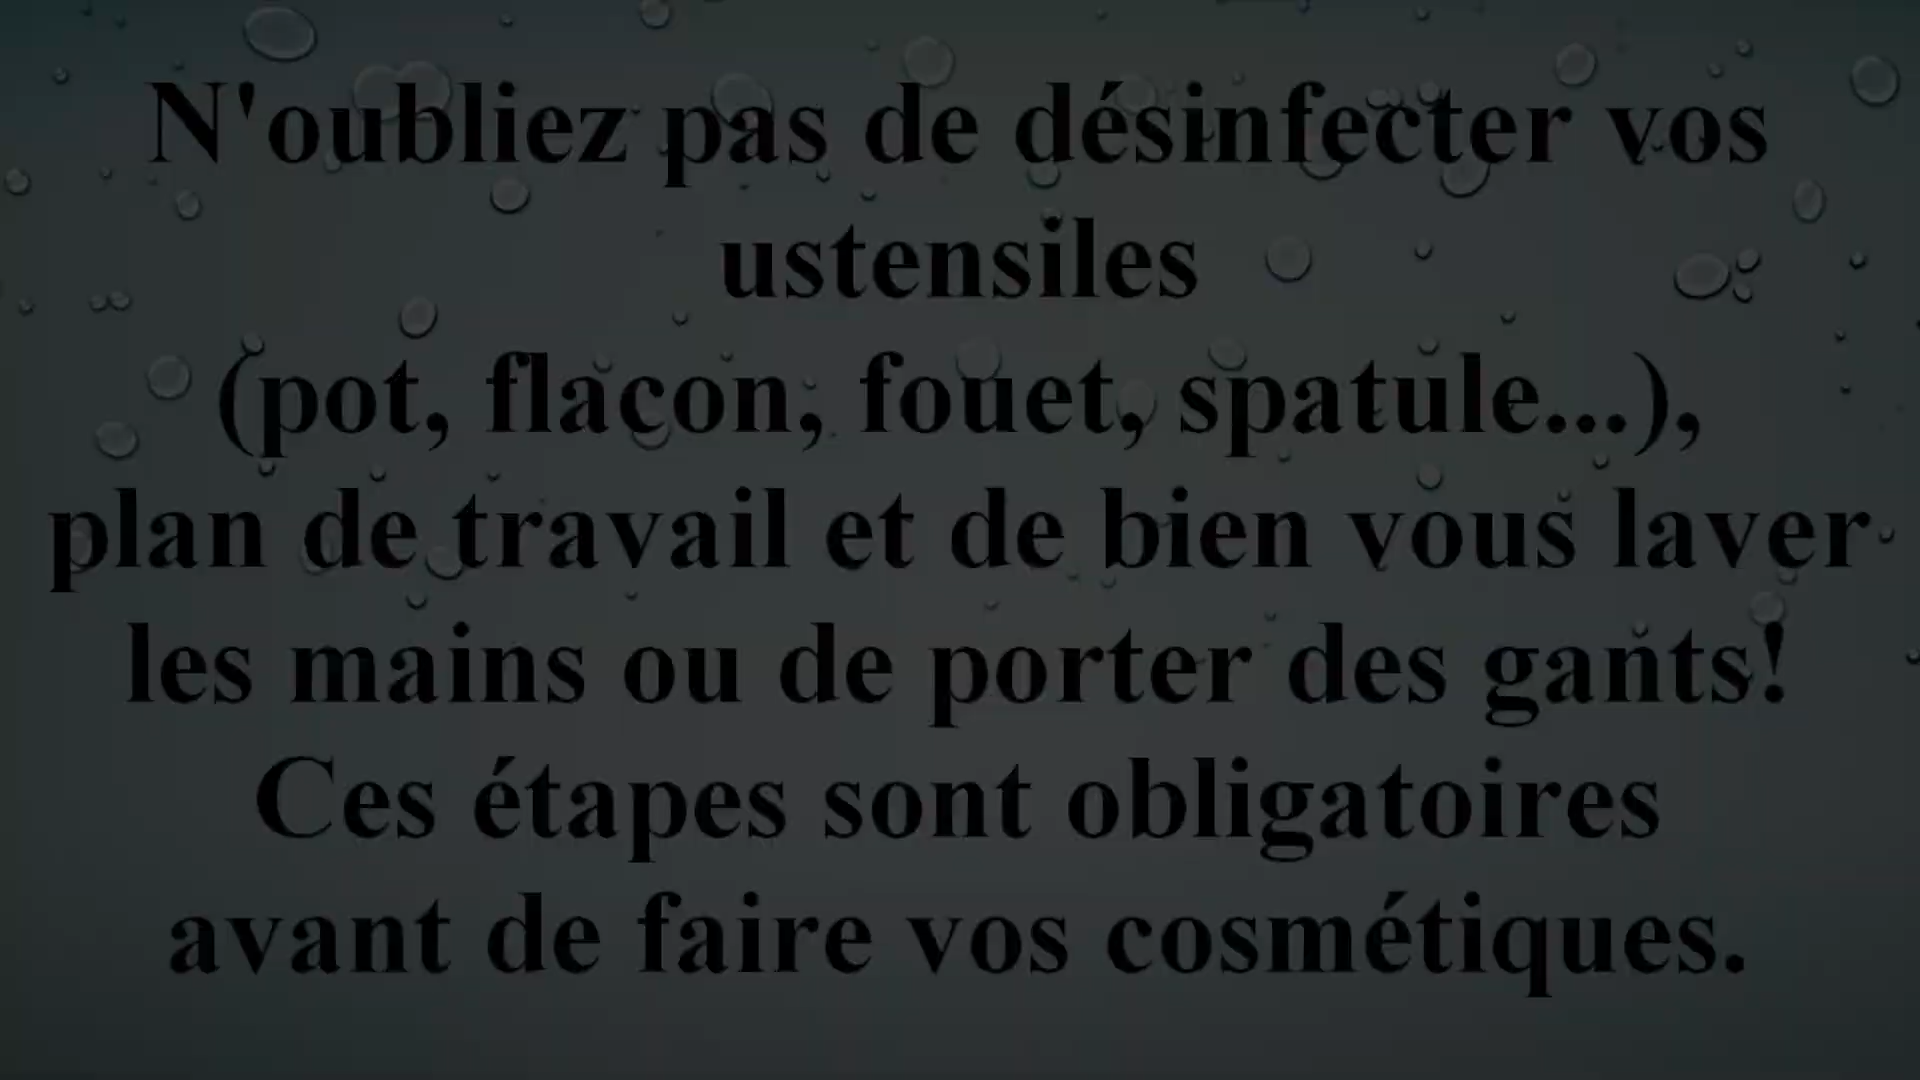 N'oubliez pas de désinfecter vos
ustensiles
(pot, flacon, fouet, spatule...),
plan de travail et de bien vous laver
les mains ou de porter des gants!
Ces étapes sont obligatoires
avant de faire vos cosmétiques.